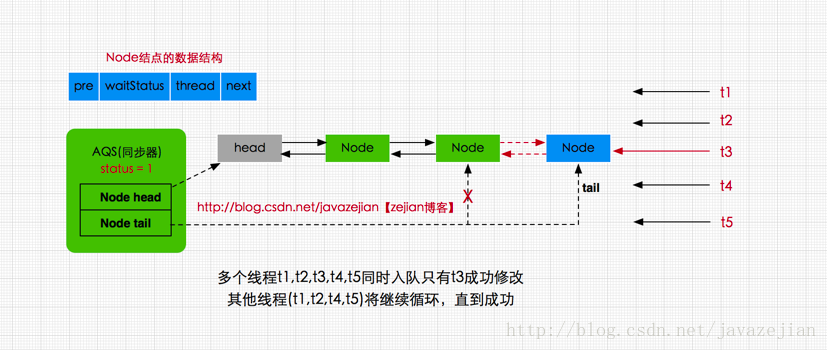 Node结点的数据结构
pre waitStatus thread next
t1
t2
AQS(同步器)
status = 1
head Node Node Node
t3
Node head
tail
t4
http://blog.csdn.net/javazejian【zejian博客】
Node tail
t5
多个线程t1,t2,t3,t4,t5同时入队只有t3成功修改
其他线程(t1,t2,t4,t5)将继续循环，直到成功
http://blog.csdn.net/javazejian